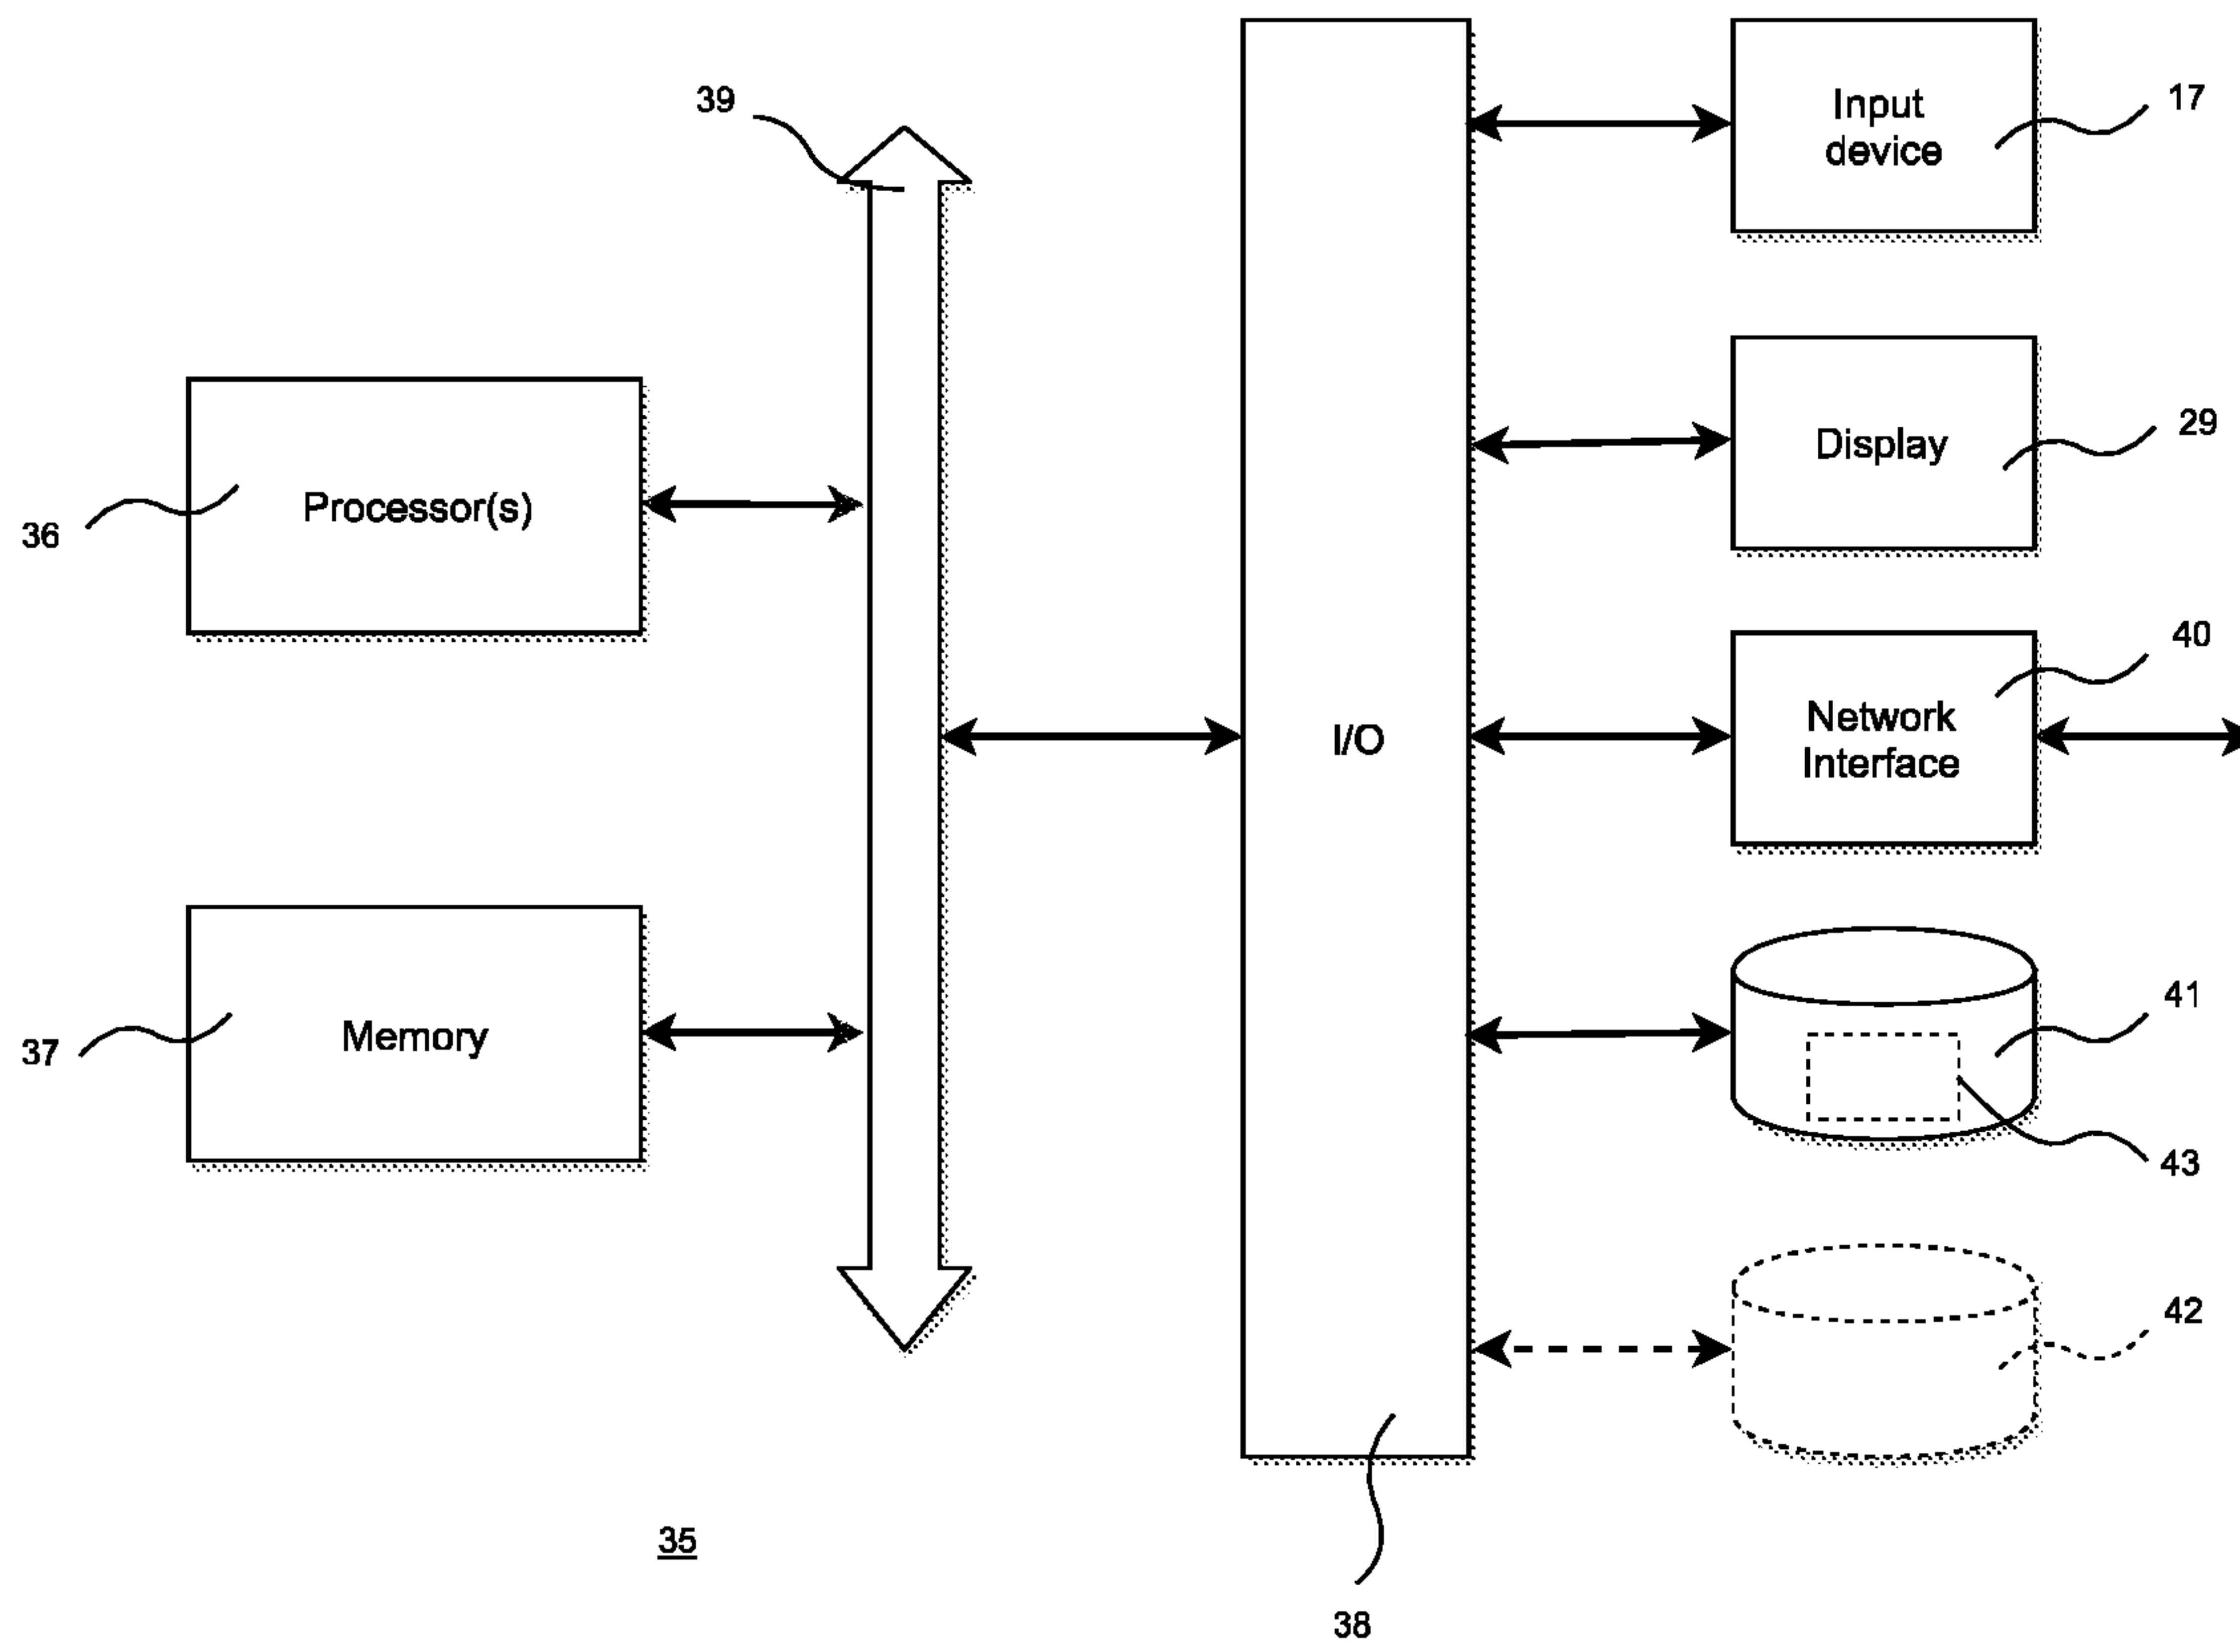 39
17
Input
device
29
Display
36
Processor(s)
40
Network
Interface
I/O
41
37
Memory
43
42
35
38